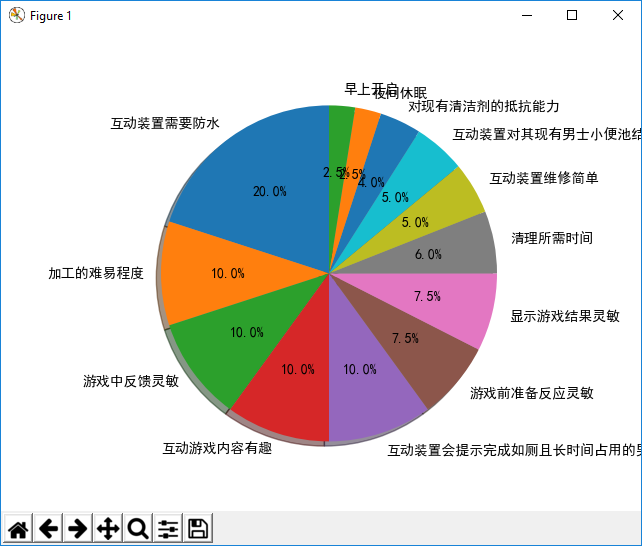 Figure 1
早上开启
夜间休眠
对现有清洁剂的抵抗能力
互动装置需要防水
互动装置对其现有男士小便池结
互动装置维修简单
2.5%
2.5%
4.0%
20.0%
5.0%
5.0%
清理所需时间
6.0%
加工的难易程度
10.0%
7.5%
显示游戏结果灵敏
10.0%
7.5%
10.0%
10.0%
游戏中反馈灵敏
游戏前准备反应灵敏
互动游戏内容有趣
互动装置会提示完成如厕且长时间占用的